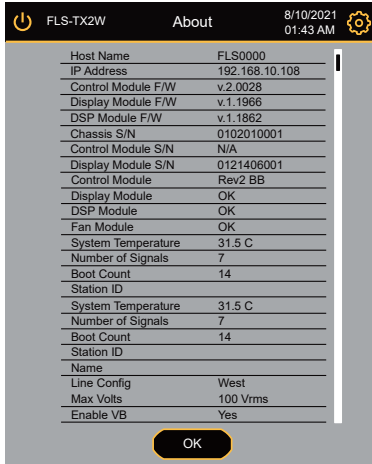 FLS-TX2W About 8/10/2021
01:43 AM
Host Name FLS0000
IP Address 192.168.10.108
Control Module F/W v.2.0028
Display Module F/W v.1.1966
DSP Module F/W v.1.1862
Chassis S/N 0102010001
Control Module S/N N/A
Display Module S/N 0121406001
Control Module Rev2 BB
Display Module OK
DSP Module OK
Fan Module OK
System Temperature 31.5 C
Number of Signals 7
Boot Count 14
Station ID
System Temperature 31.5 C
Number of Signals 7
Boot Count 14
Station ID
Name
Line Config West
Max Volts 100 Vrms
Enable VB Yes
OK